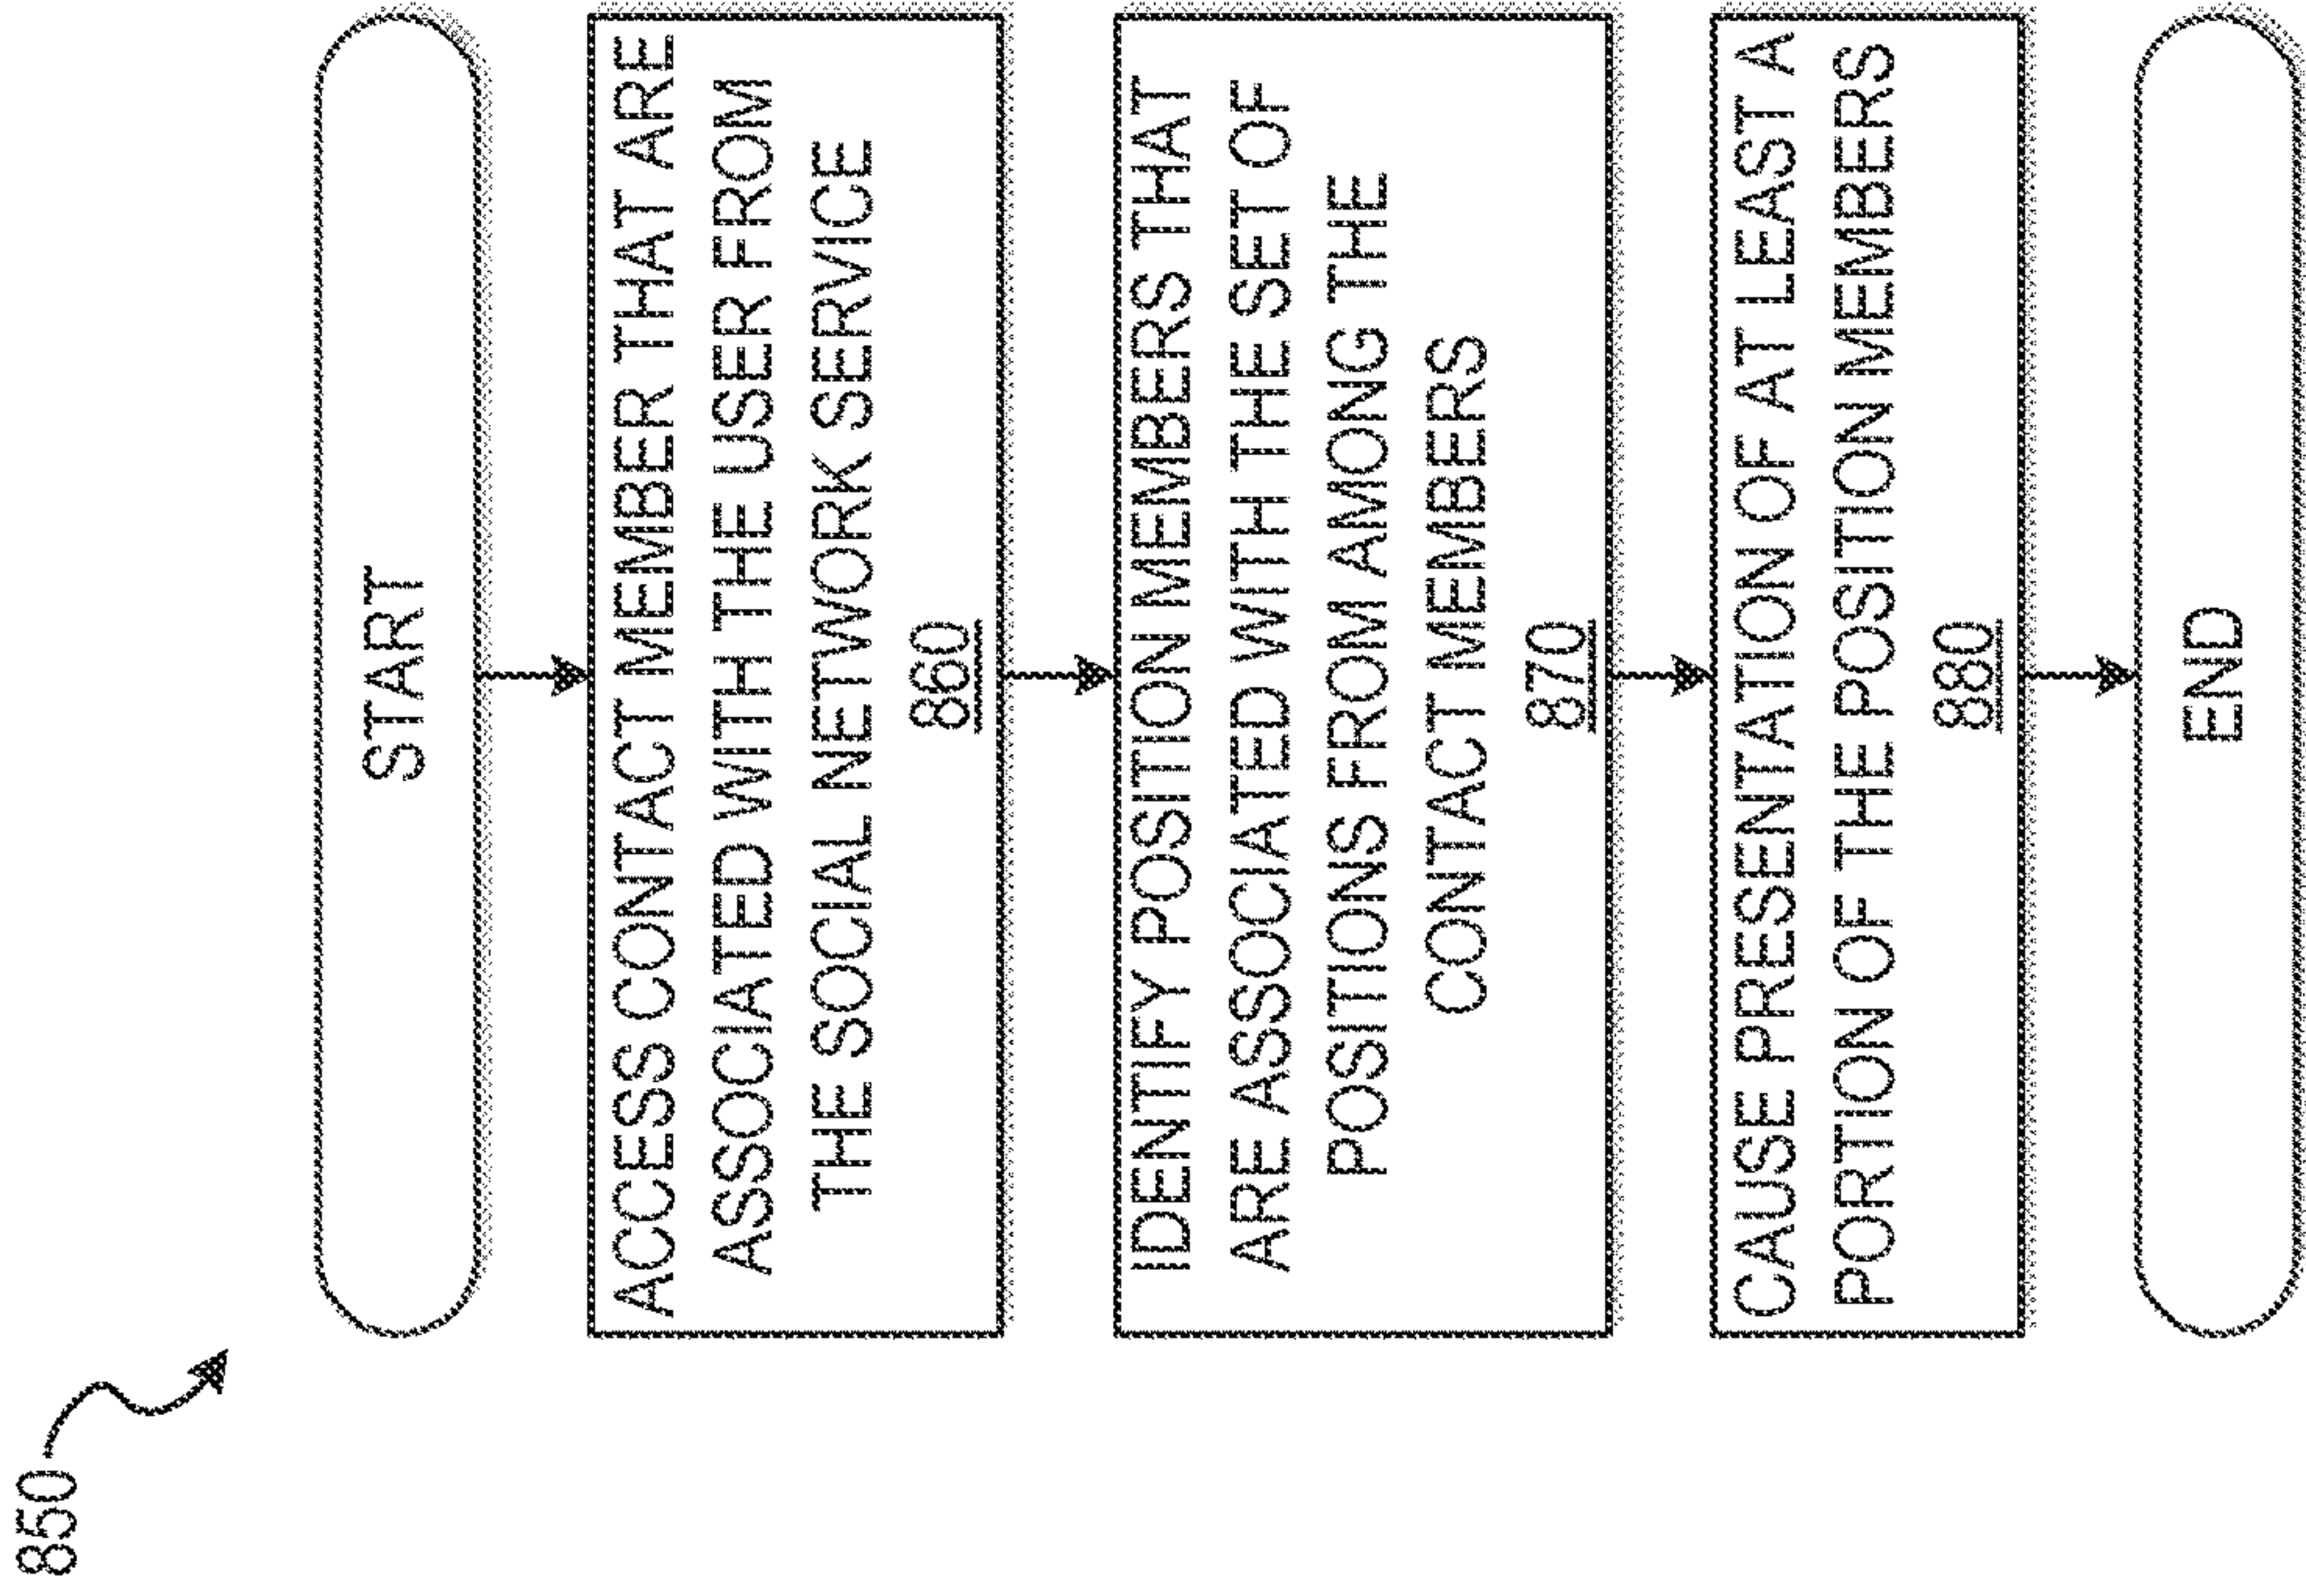 850
START
ACCESS CONTACT MEMBER THAT ARE
ASSOCIATED WITH THE USER FROM
THE SOCIAL NETWORK SERVICE
860
IDENTIFY POSITION MEMBERS THAT
ARE ASSOCIATED WITH THE SET OF
POSITIONS FROM AMONG THE
CONTACT MEMBERS
870
CAUSE PRESENTATION OF AT LEAST A
PORTION OF THE POSITION MEMBERS
880
END